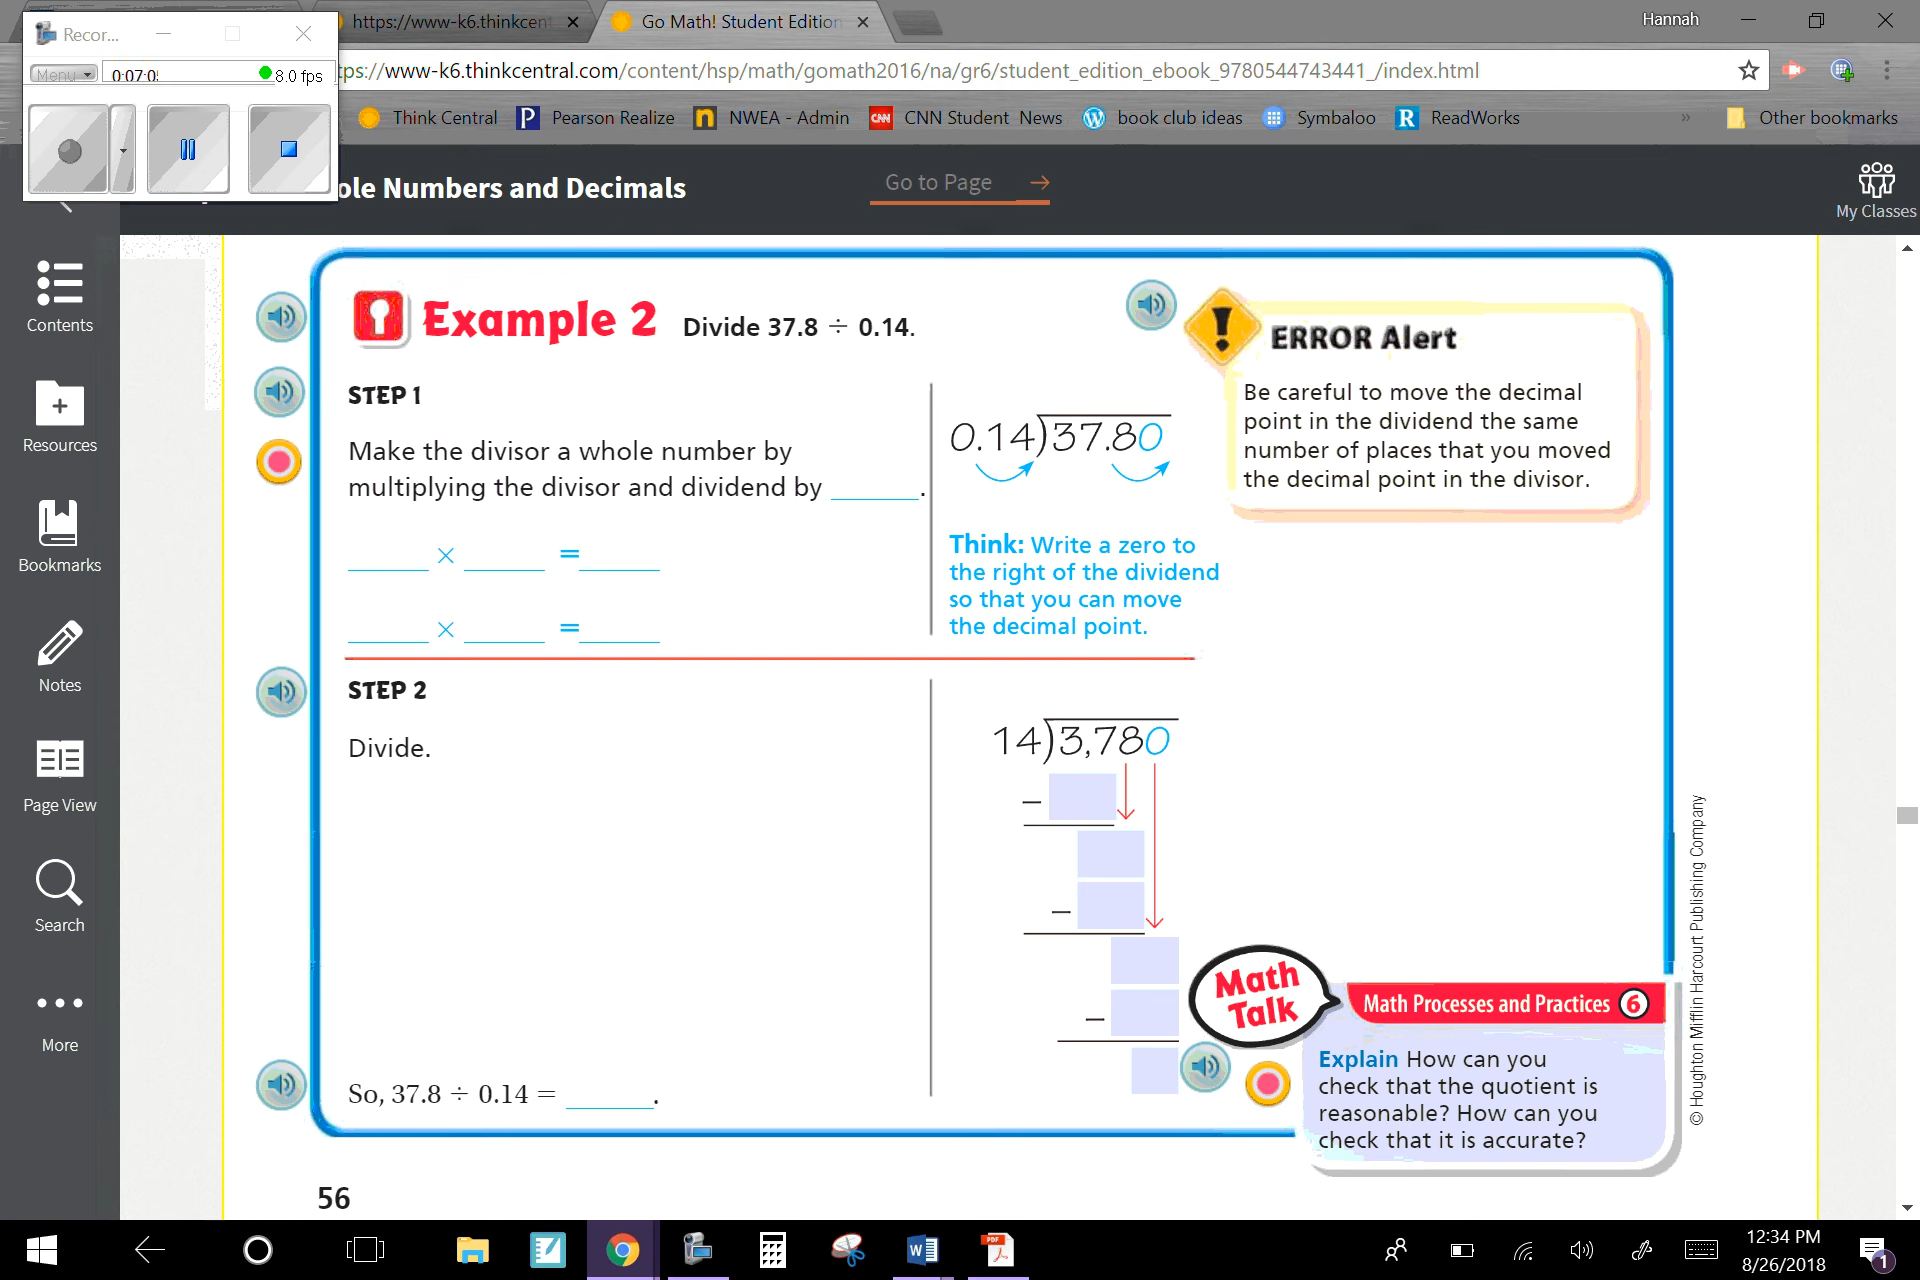 Recor...
Menu
0:07:0
8.0 fps
https://www-k6.thinkcent
Go Math! Student Edition
Hannah
tps://www-k6.thinkcentral.com/content/hsp/math/gomath2016/na/gr6/student_edition_ebook_9780544743441_/index.html
Think Central
Pearson Realize
NWEA - Admin
CNN Student News
book club ideas
Symbaloo
ReadWorks
»
Other bookmarks
ole Numbers and Decimals
Go to Page →
My Classes
Contents
Resources
Bookmarks
Notes
Page View
Search
More
Example 2 Divide 37.8 ÷ 0.14.
STEP 1
Make the divisor a whole number by
multiplying the divisor and dividend by ______.
______ × ______ = ______
______ × ______ = ______
0.14)37.80
Think: Write a zero to
the right of the dividend
so that you can move
the decimal point.
ERROR Alert
Be careful to move the decimal
point in the dividend the same
number of places that you moved
the decimal point in the divisor.
STEP 2
Divide.
14)3,780
−
−
−
So, 37.8 ÷ 0.14 = ______.
Math
Talk
Math Processes and Practices 6
Explain How can you
check that the quotient is
reasonable? How can you
check that it is accurate?
© Houghton Mifflin Harcourt Publishing Company
56
12:34 PM
8/26/2018
1